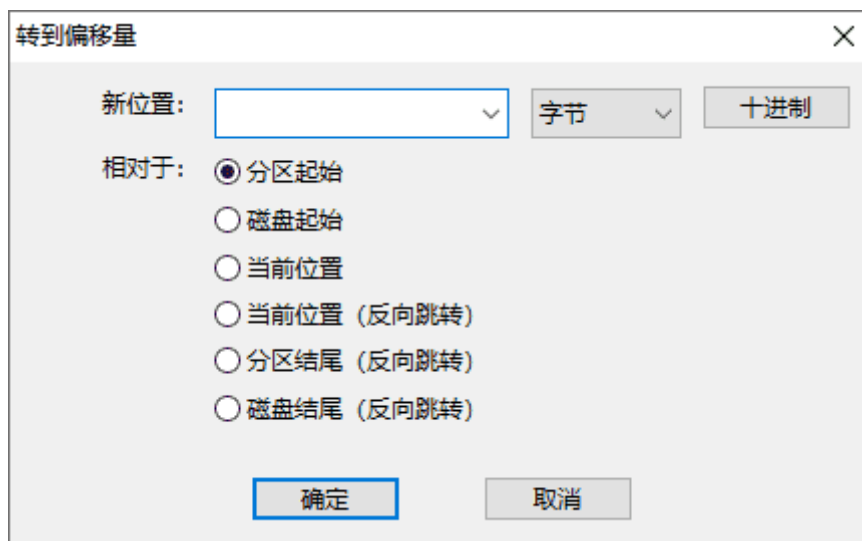 转到偏移量
新位置: 字节 十进制
相对于: 分区起始
磁盘起始
当前位置
当前位置 (反向跳转)
分区结尾 (反向跳转)
磁盘结尾 (反向跳转)
确定 取消